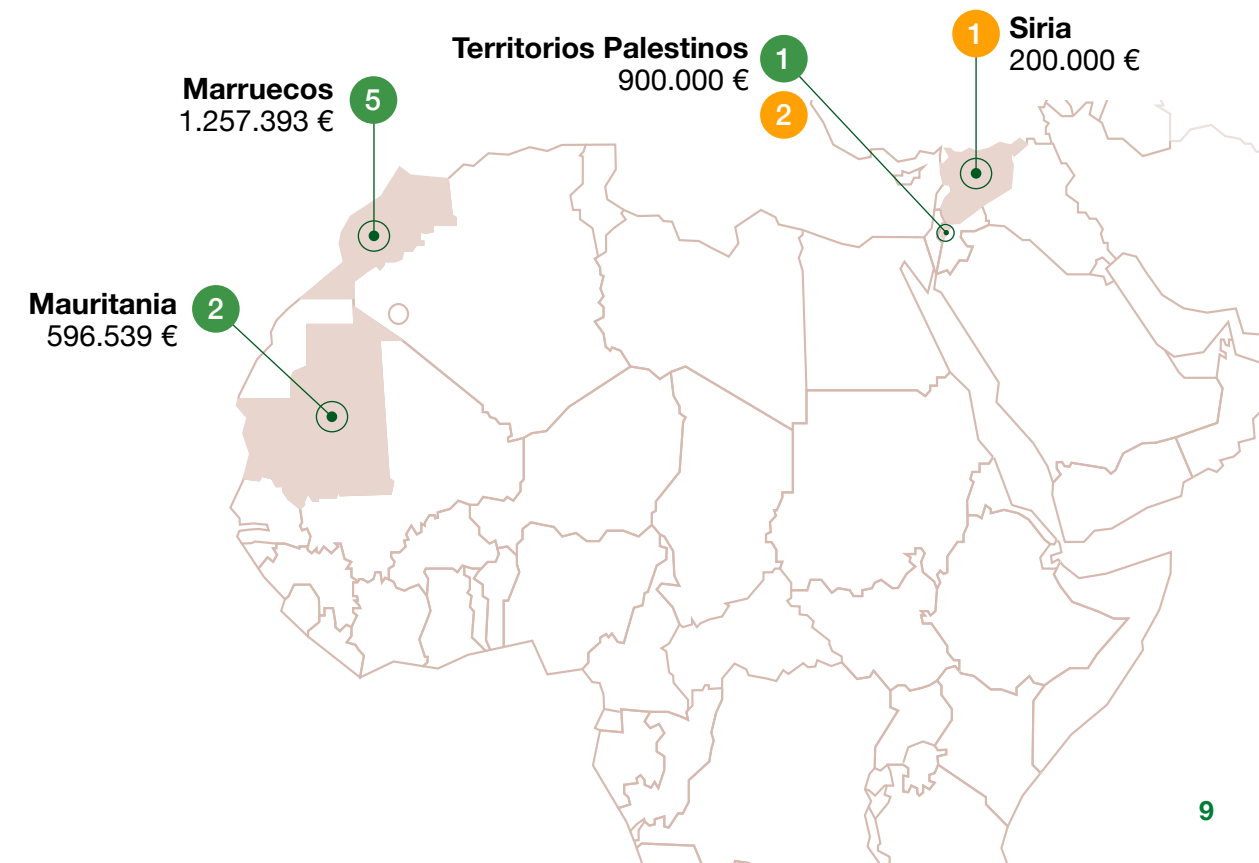 Territorios Palestinos
900.000 €
1
2
1
Siria
200.000 €
Marruecos
1.257.393 €
5
Mauritania
596.539 €
2
9